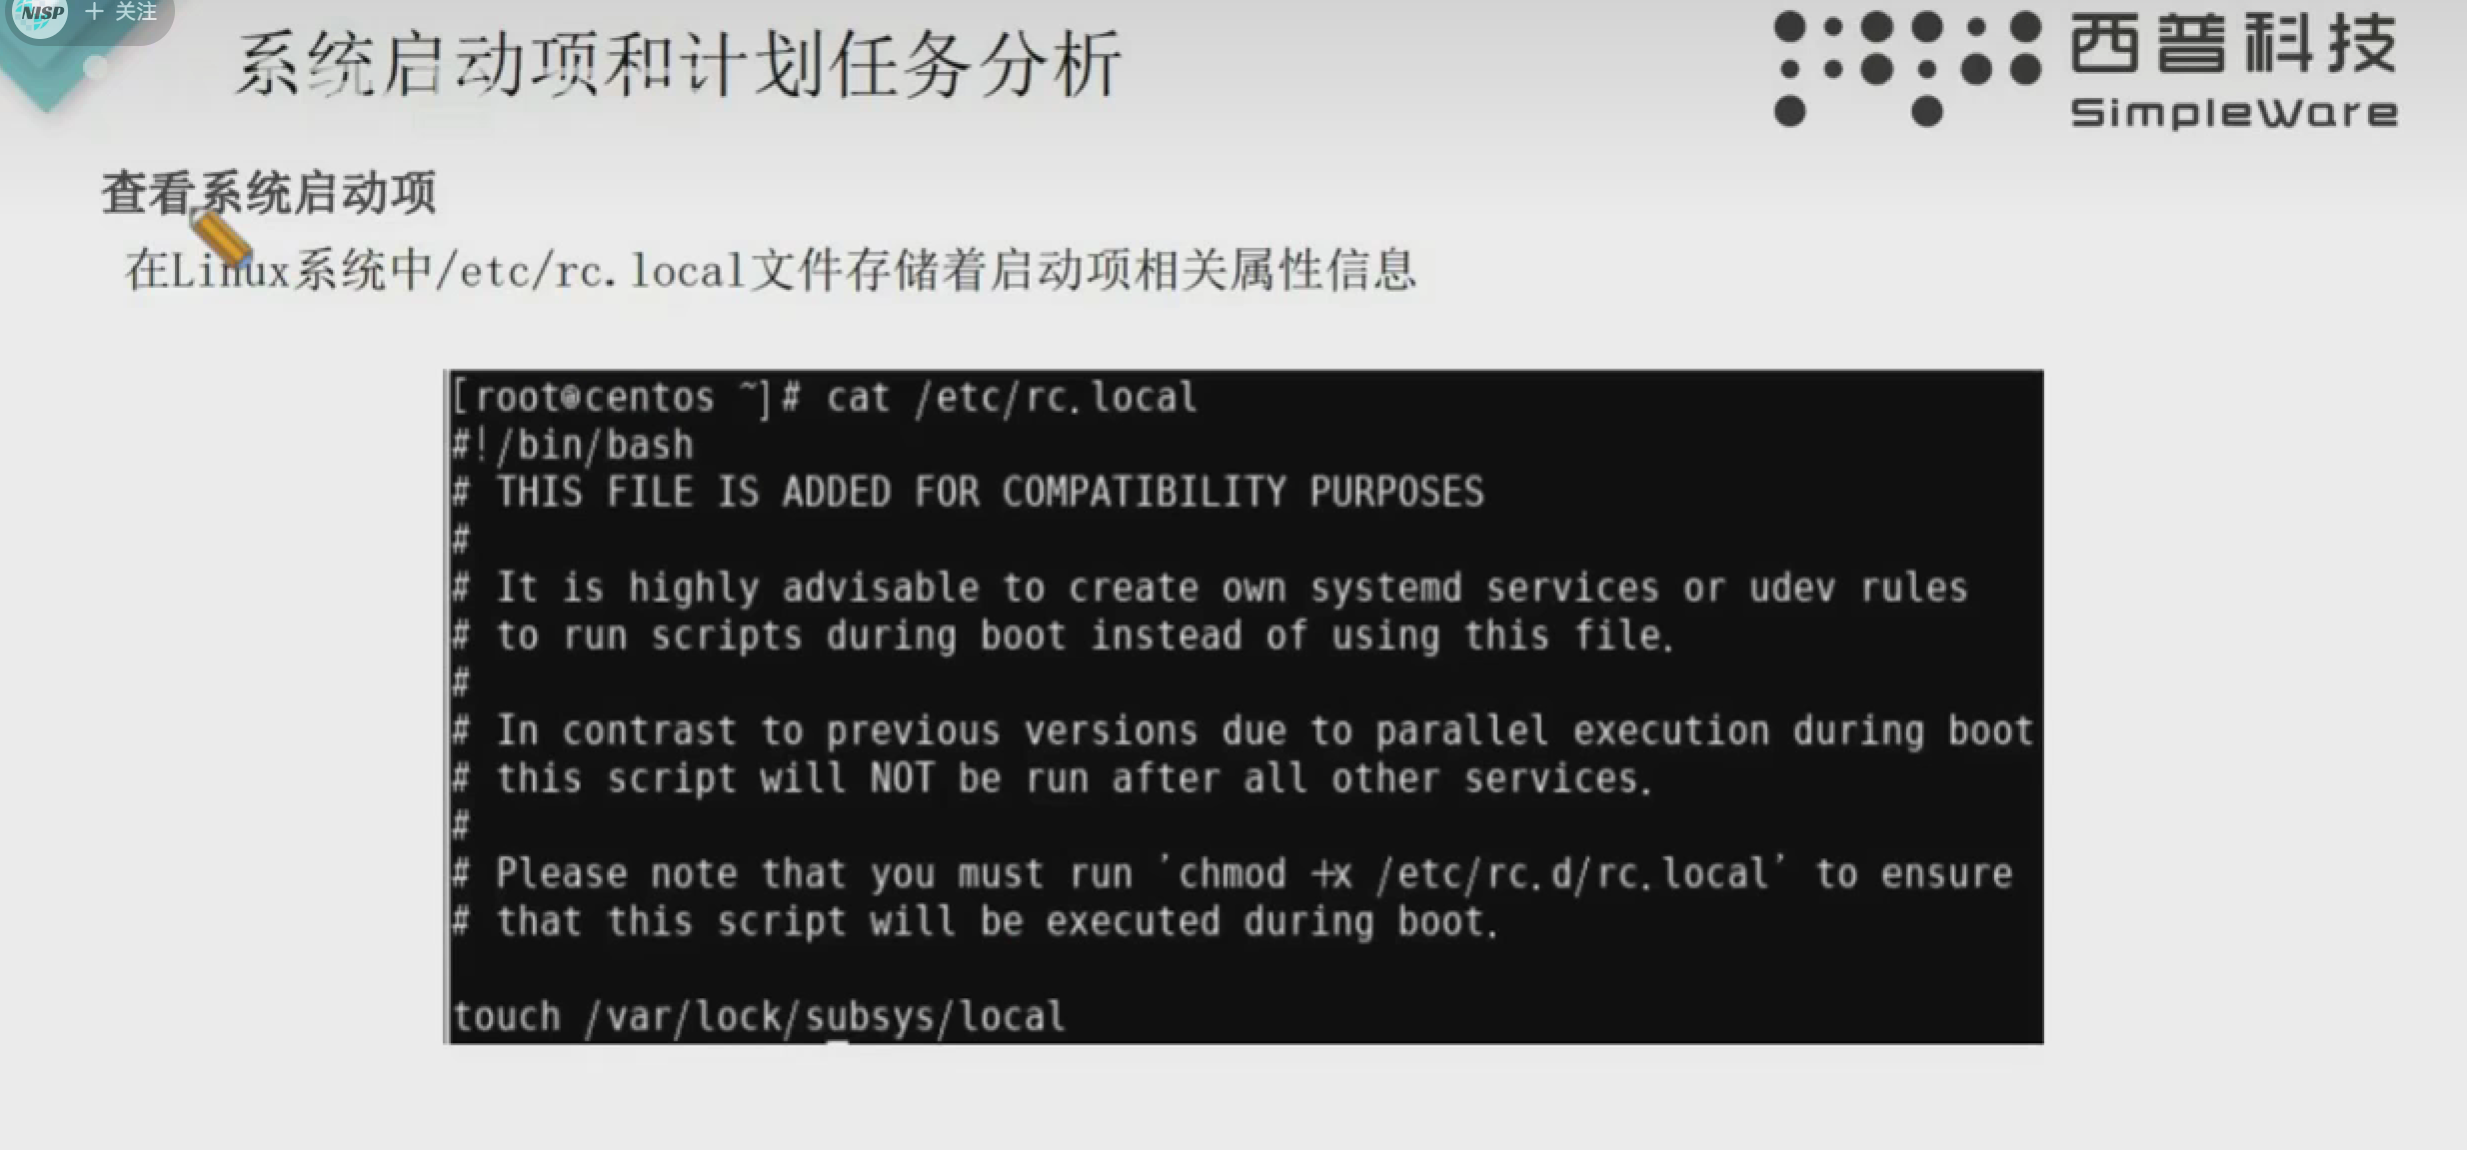 NISP
+ 关注
系统启动项和计划任务分析
西普科技
SimpleWare
查看系统启动项
在Linux系统中/etc/rc.local文件存储着启动项相关属性信息
[root@centos ~]# cat /etc/rc.local
#!/bin/bash
# THIS FILE IS ADDED FOR COMPATIBILITY PURPOSES
#
# It is highly advisable to create own systemd services or udev rules
# to run scripts during boot instead of using this file.
#
# In contrast to previous versions due to parallel execution during boot
# this script will NOT be run after all other services.
#
# Please note that you must run 'chmod +x /etc/rc.d/rc.local' to ensure
# that this script will be executed during boot.
touch /var/lock/subsys/local